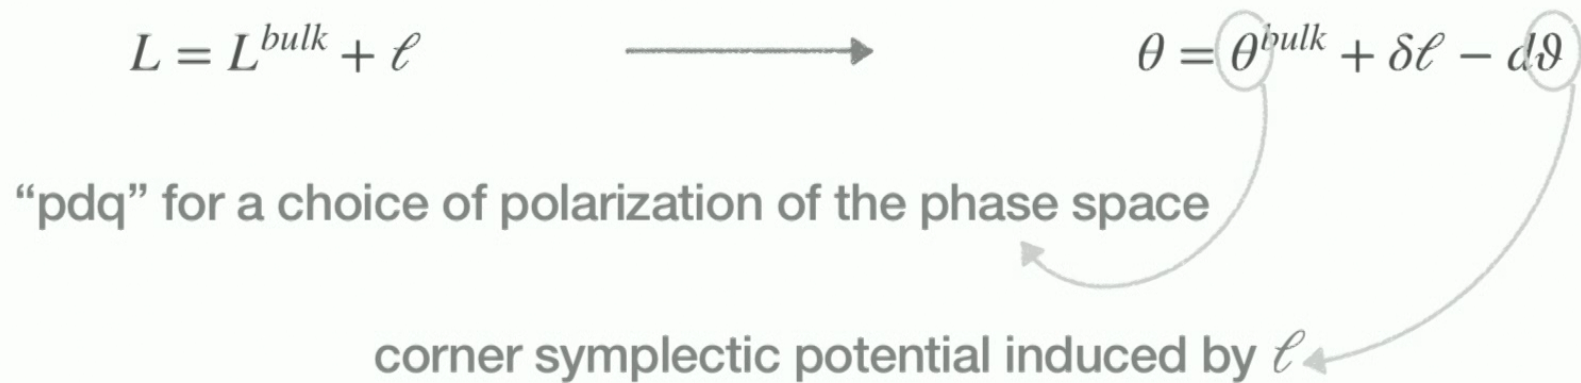 L = L^{bulk} + ℓ → θ = θ^{bulk} + δℓ − dϑ
“pdq” for a choice of polarization of the phase space
corner symplectic potential induced by ℓ